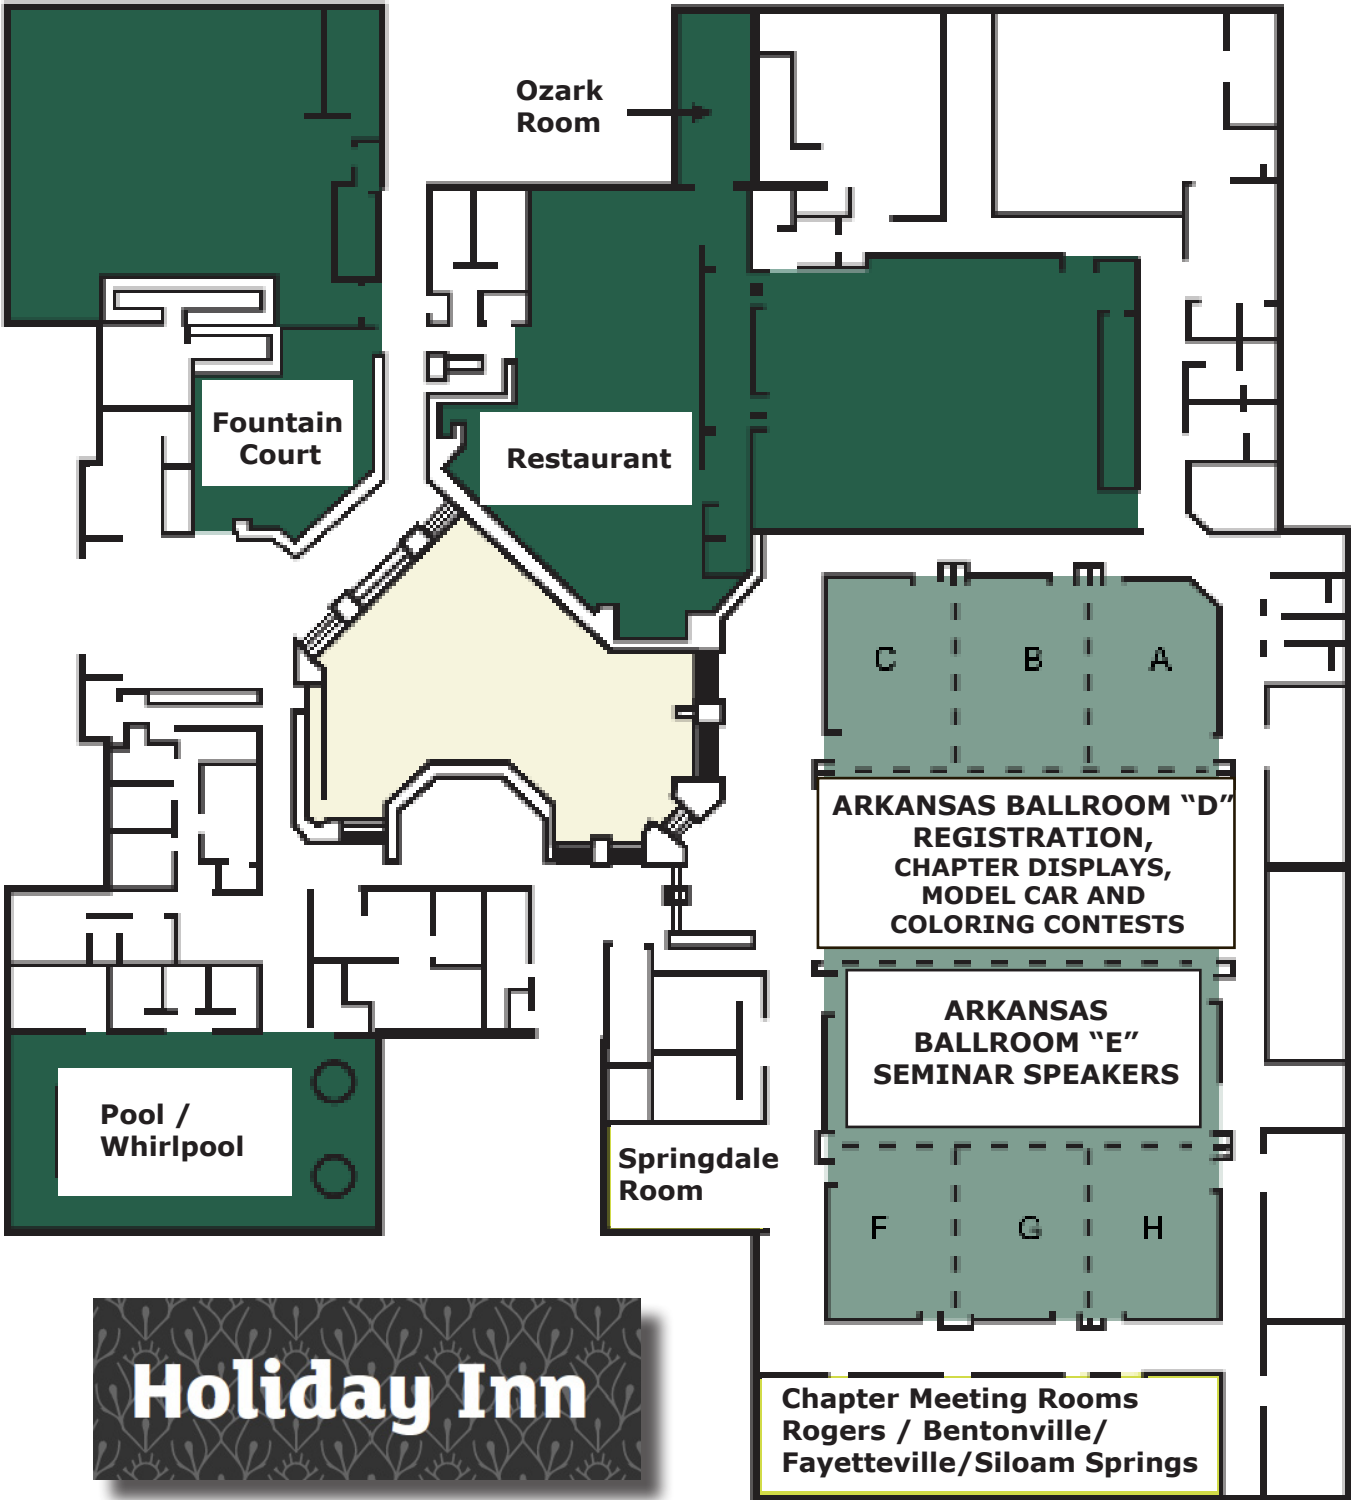 Ozark
Room
Fountain
Court
Restaurant
C B A
ARKANSAS BALLROOM “D”
REGISTRATION,
CHAPTER DISPLAYS,
MODEL CAR AND
COLORING CONTESTS
ARKANSAS
BALLROOM “E”
SEMINAR SPEAKERS
Pool /
Whirlpool
Springdale
Room
F G H
Holiday Inn
Chapter Meeting Rooms
Rogers / Bentonville/
Fayetteville/Siloam Springs